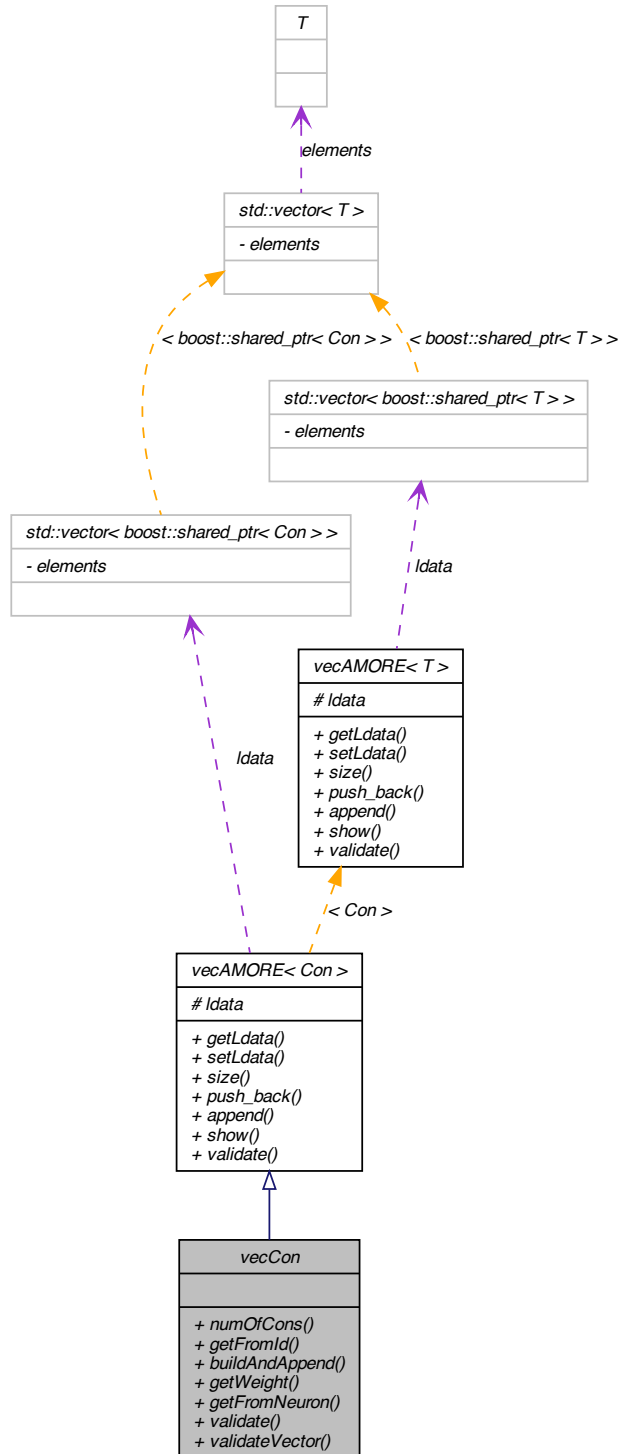 T
elements
std::vector< T >
- elements
< boost::shared_ptr< Con > >
< boost::shared_ptr< T > >
std::vector< boost::shared_ptr< T > >
- elements
std::vector< boost::shared_ptr< Con > >
- elements
ldata
vecAMORE< T >
# ldata
+ getLdata()
+ setLdata()
+ size()
+ push_back()
+ append()
+ show()
+ validate()
ldata
< Con >
vecAMORE< Con >
# ldata
+ getLdata()
+ setLdata()
+ size()
+ push_back()
+ append()
+ show()
+ validate()
vecCon
+ numOfCons()
+ getFromId()
+ buildAndAppend()
+ getWeight()
+ getFromNeuron()
+ validate()
+ validateVector()